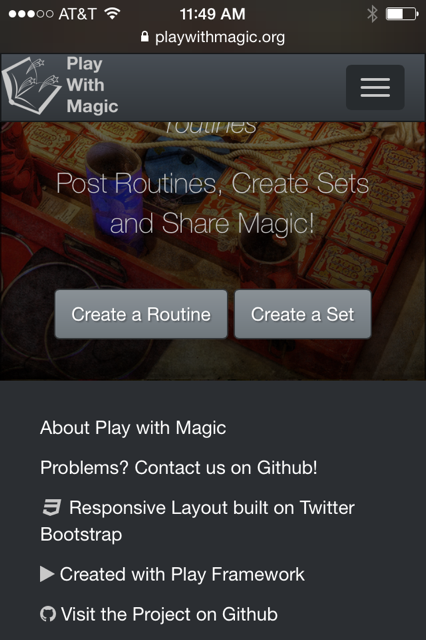 AT&T 11:49 AM
playwithmagic.org
Play
With
Magic
routines
Post Routines, Create Sets
and Share Magic!
Create a Routine Create a Set
About Play with Magic
Problems? Contact us on Github!
Responsive Layout built on Twitter
Bootstrap
Created with Play Framework
Visit the Project on Github